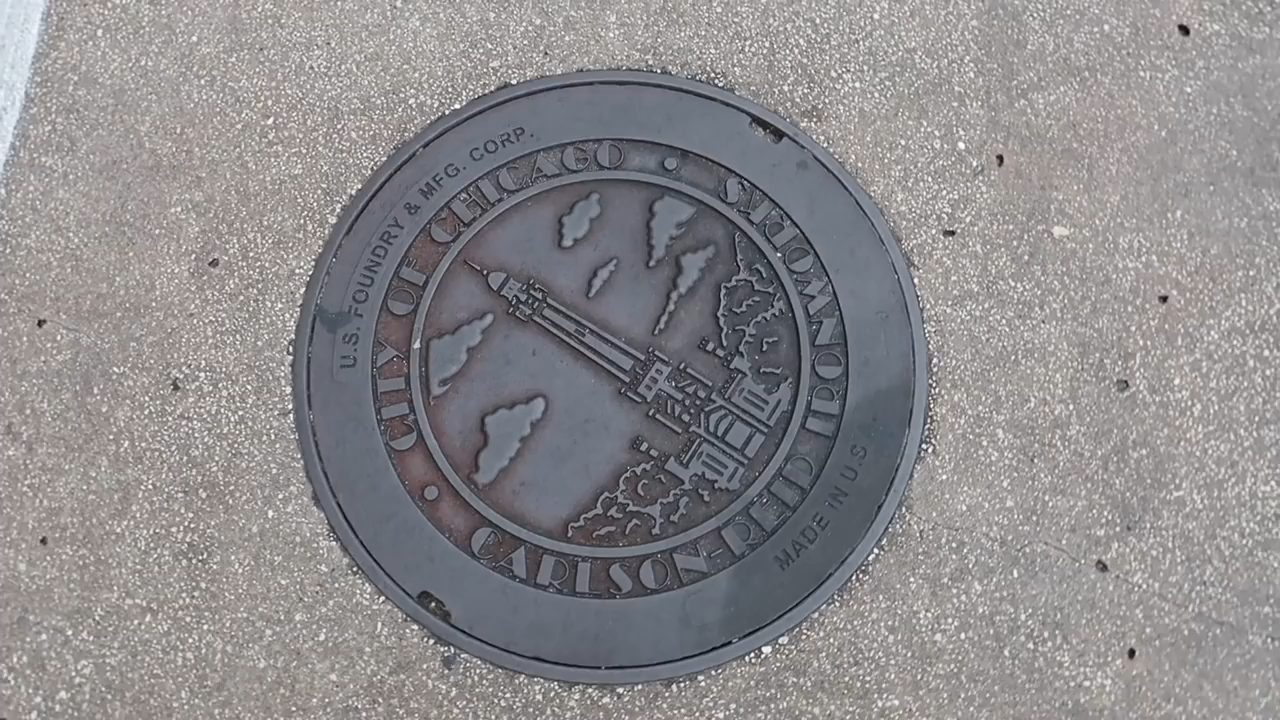 U.S. FOUNDRY & MFG. CORP.
CITY OF CHICAGO
CARLSON-REID IRONWORKS
MADE IN U.S.